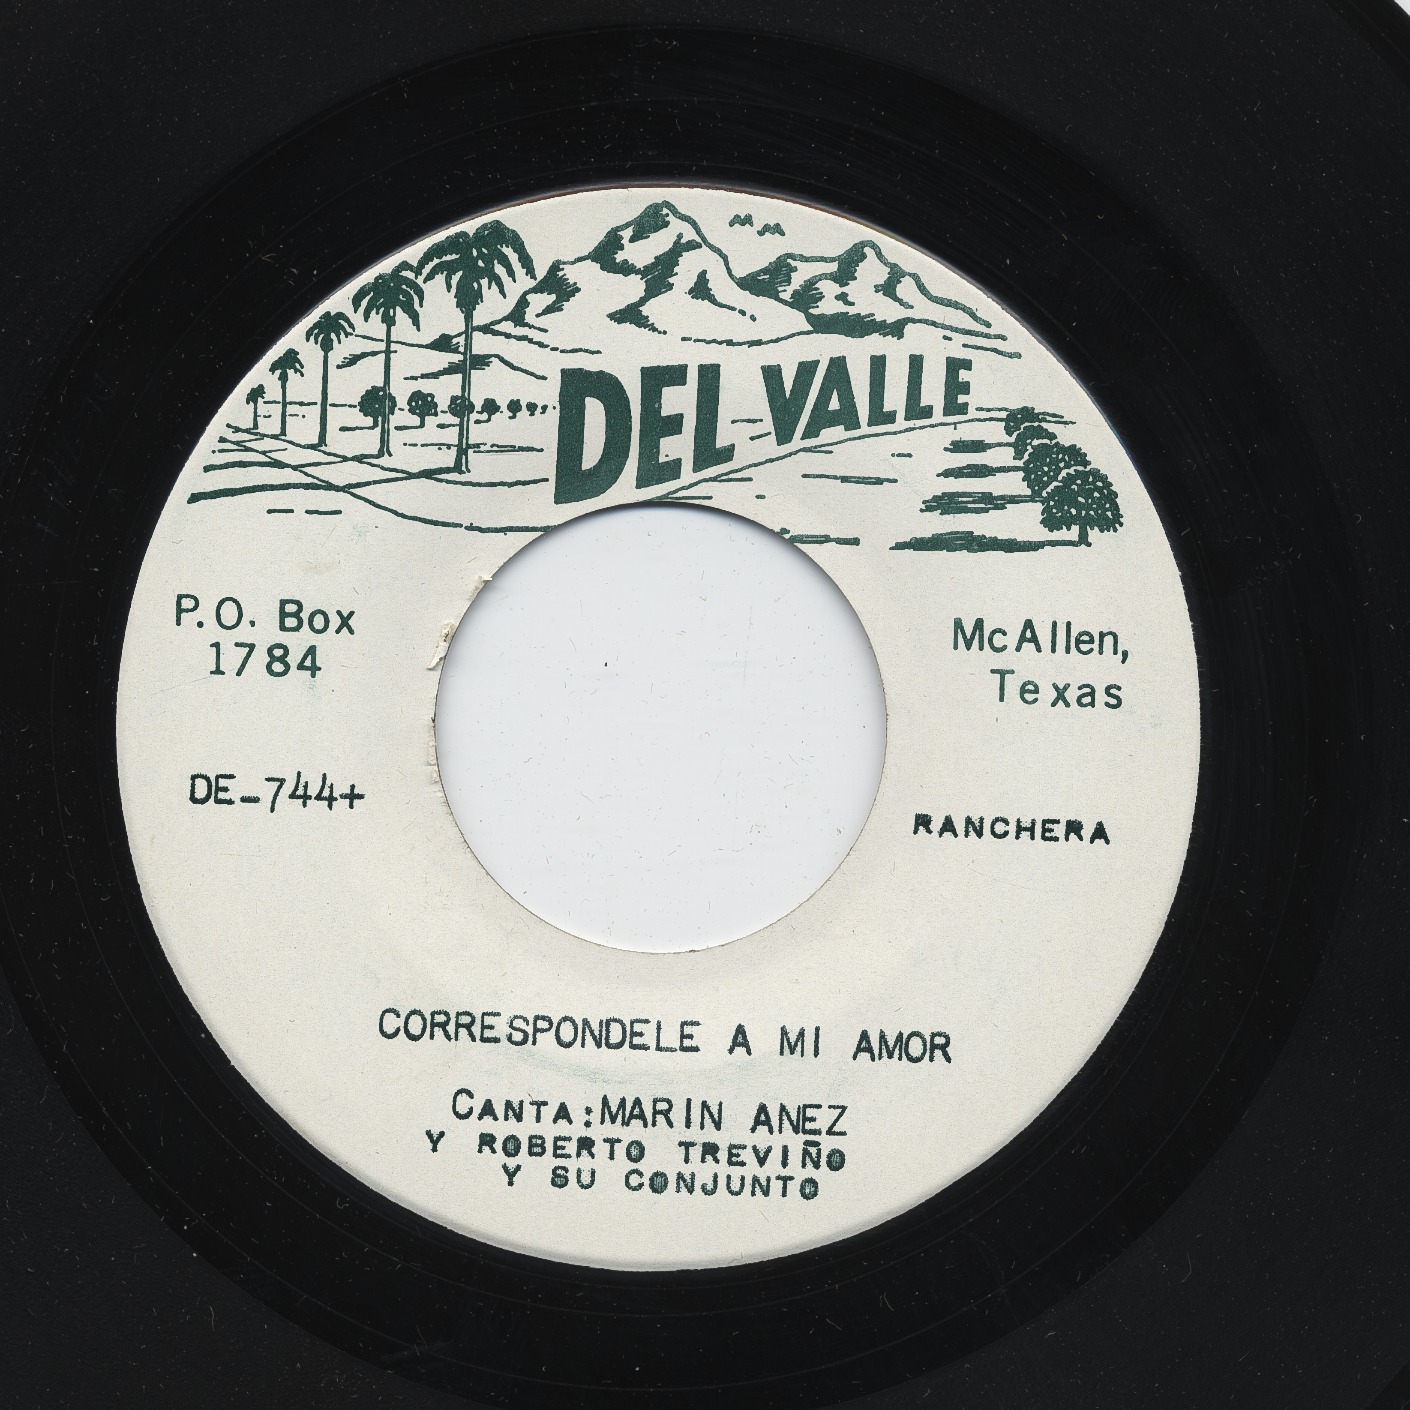 DEL VALLE
P.O. Box
1784
McAllen,
Texas
DE-744+
RANCHERA
CORRESPONDELE A MI AMOR
CANTA: MARIN ANEZ
Y ROBERTO TREVIÑO
Y SU CONJUNTO